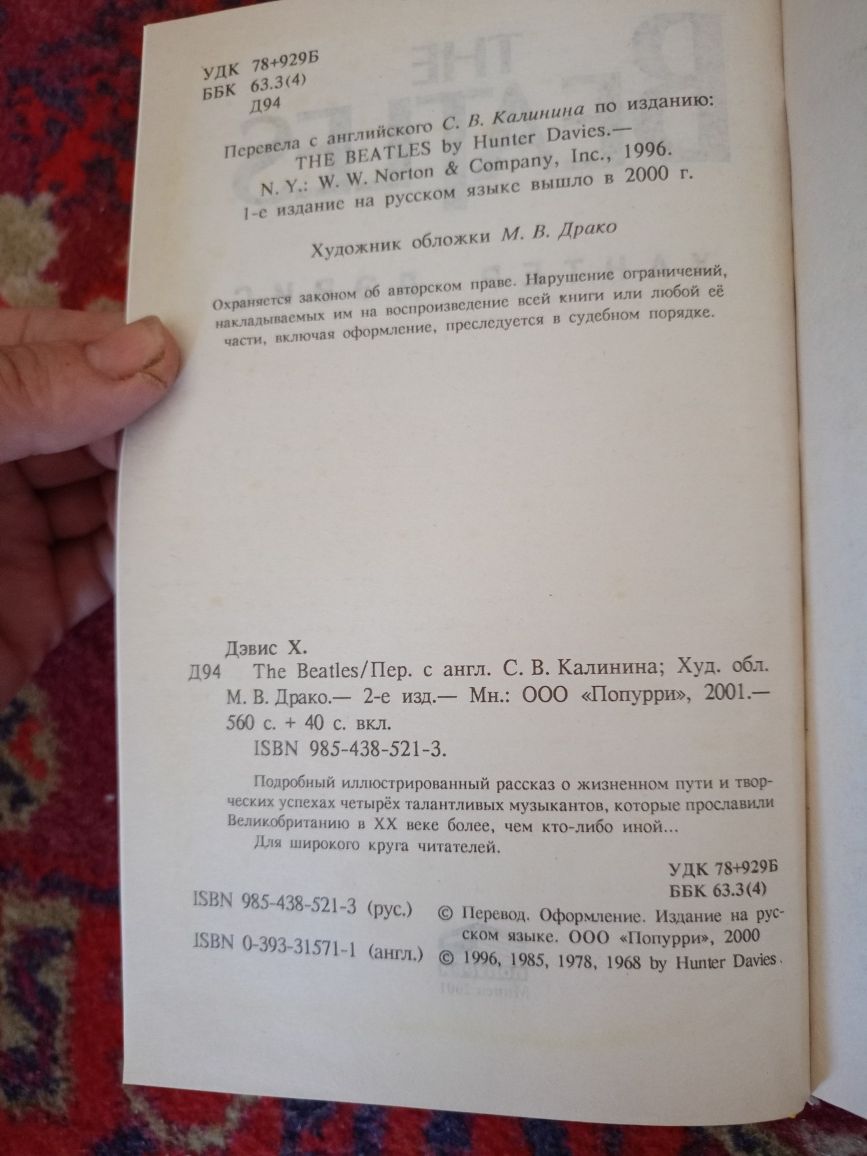 УДК 78+929Б
ББК 63.3(4)
Д94
Перевела с английского С. В. Калинина по изданию:
THE BEATLES by Hunter Davies.—
N. Y.: W. W. Norton & Company, Inc., 1996.
1-е издание на русском языке вышло в 2000 г.
Художник обложки М. В. Драко
Охраняется законом об авторском праве. Нарушение ограничений,
накладываемых им на воспроизведение всей книги или любой её
части, включая оформление, преследуется в судебном порядке.
Дэвис Х.
Д94 The Beatles/Пер. с англ. С. В. Калинина; Худ. обл.
М. В. Драко.— 2-е изд.— Мн.: ООО «Попурри», 2001.—
560 с. + 40 с. вкл.
ISBN 985-438-521-3.
Подробный иллюстрированный рассказ о жизненном пути и твор-
ческих успехах четырёх талантливых музыкантов, которые прославили
Великобританию в XX веке более, чем кто-либо иной...
Для широкого круга читателей.
УДК 78+929Б
ББК 63.3(4)
ISBN 985-438-521-3 (рус.)
ISBN 0-393-31571-1 (англ.)
© Перевод. Оформление. Издание на рус-
ском языке. ООО «Попурри», 2000
© 1996, 1985, 1978, 1968 by Hunter Davies.